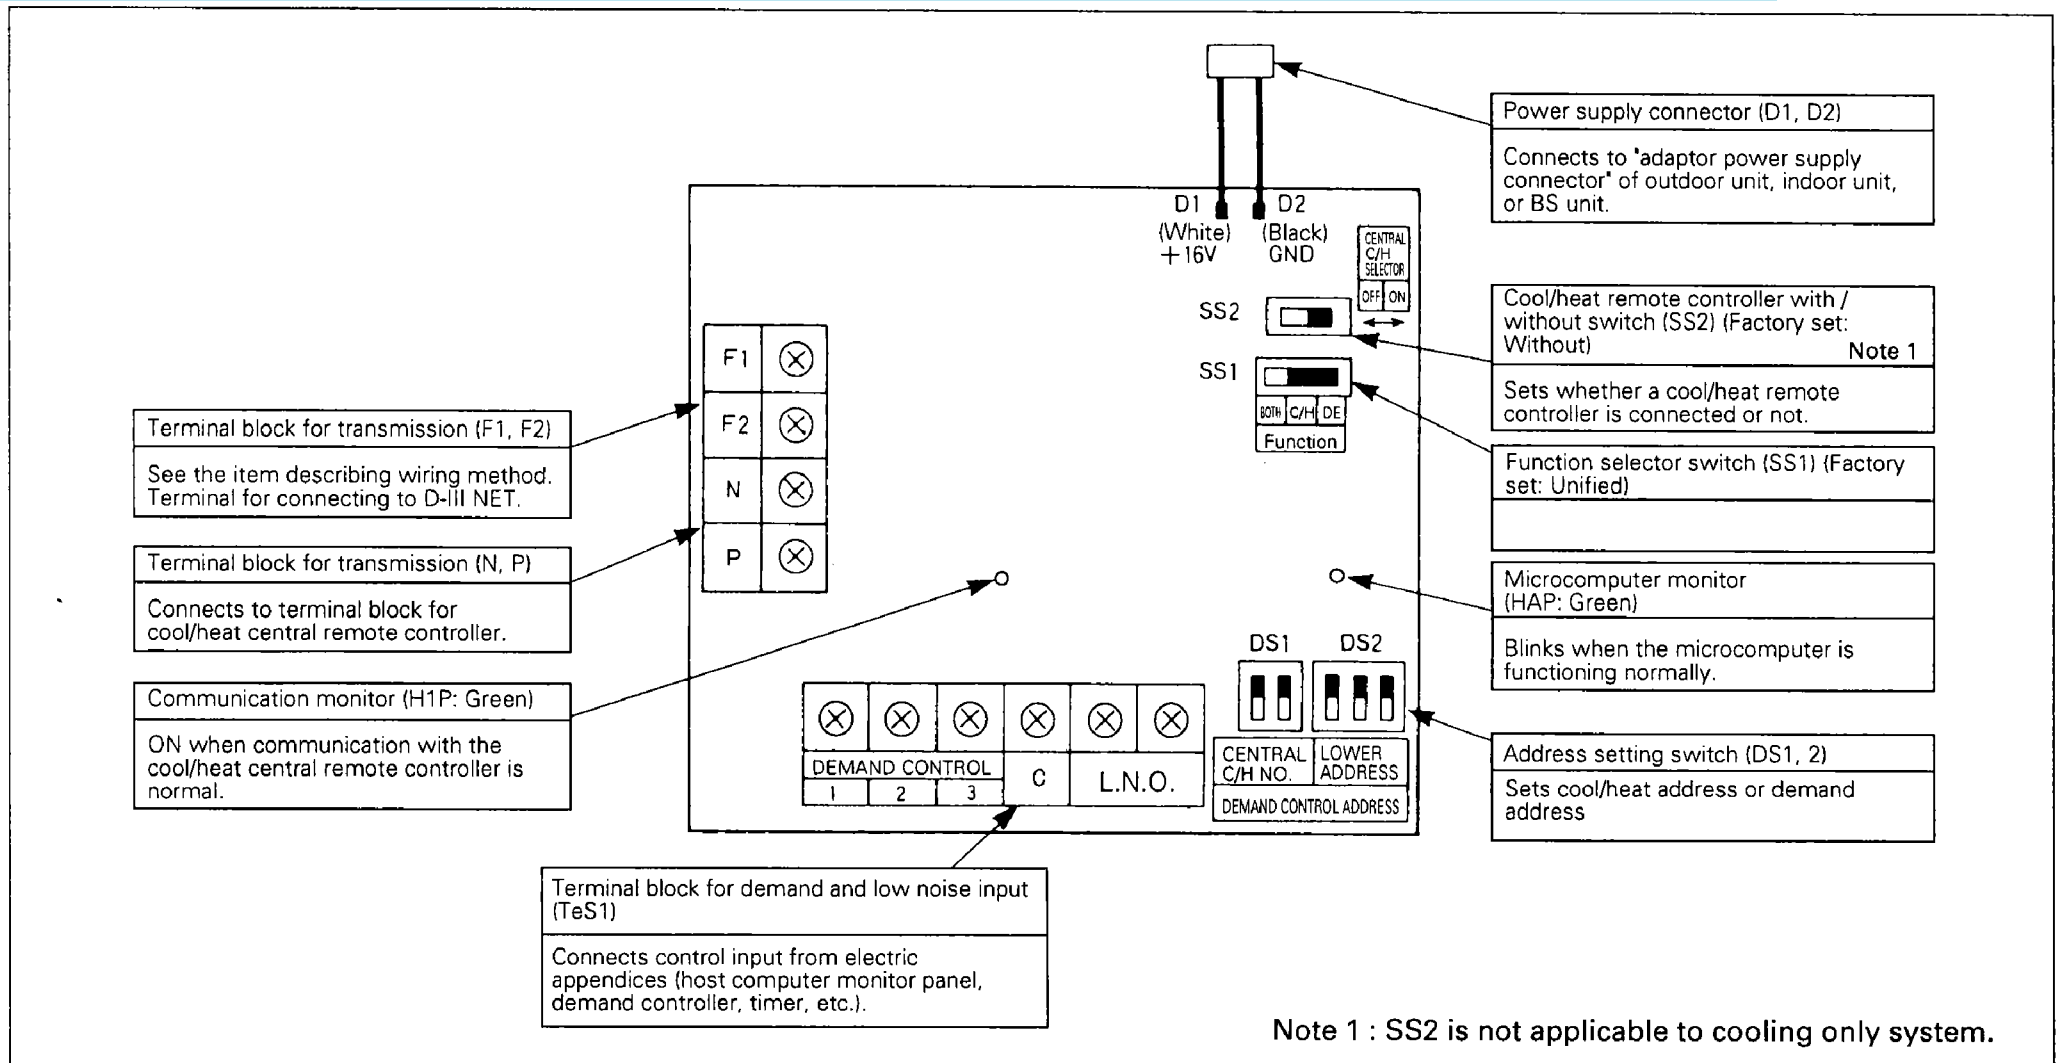 Power supply connector (D1, D2)
Connects to "adaptor power supply
connector" of outdoor unit, indoor unit,
or BS unit.
D1
D2
(White)
(Black)
+16V
GND
CENTRAL
C/H
SELECTOR
OFF
ON
SS2
Cool/heat remote controller with /
without switch (SS2) (Factory set:
Without)
Note 1
Sets whether a cool/heat remote
controller is connected or not.
SS1
BOTH
C/H
DE
Function
Function selector switch (SS1) (Factory
set: Unified)
F1
F2
N
P
Terminal block for transmission (F1, F2)
See the item describing wiring method.
Terminal for connecting to D-III NET.
Terminal block for transmission (N, P)
Connects to terminal block for
cool/heat central remote controller.
Microcomputer monitor
(HAP: Green)
Blinks when the microcomputer is
functioning normally.
Communication monitor (H1P: Green)
ON when communication with the
cool/heat central remote controller is
normal.
DS1
DS2
DEMAND CONTROL
1
2
3
C
L.N.O.
CENTRAL
C/H NO.
LOWER
ADDRESS
DEMAND CONTROL ADDRESS
Address setting switch (DS1, 2)
Sets cool/heat address or demand
address
Terminal block for demand and low noise input
(TeS1)
Connects control input from electric
appendices (host computer monitor panel,
demand controller, timer, etc.).
Note 1 : SS2 is not applicable to cooling only system.